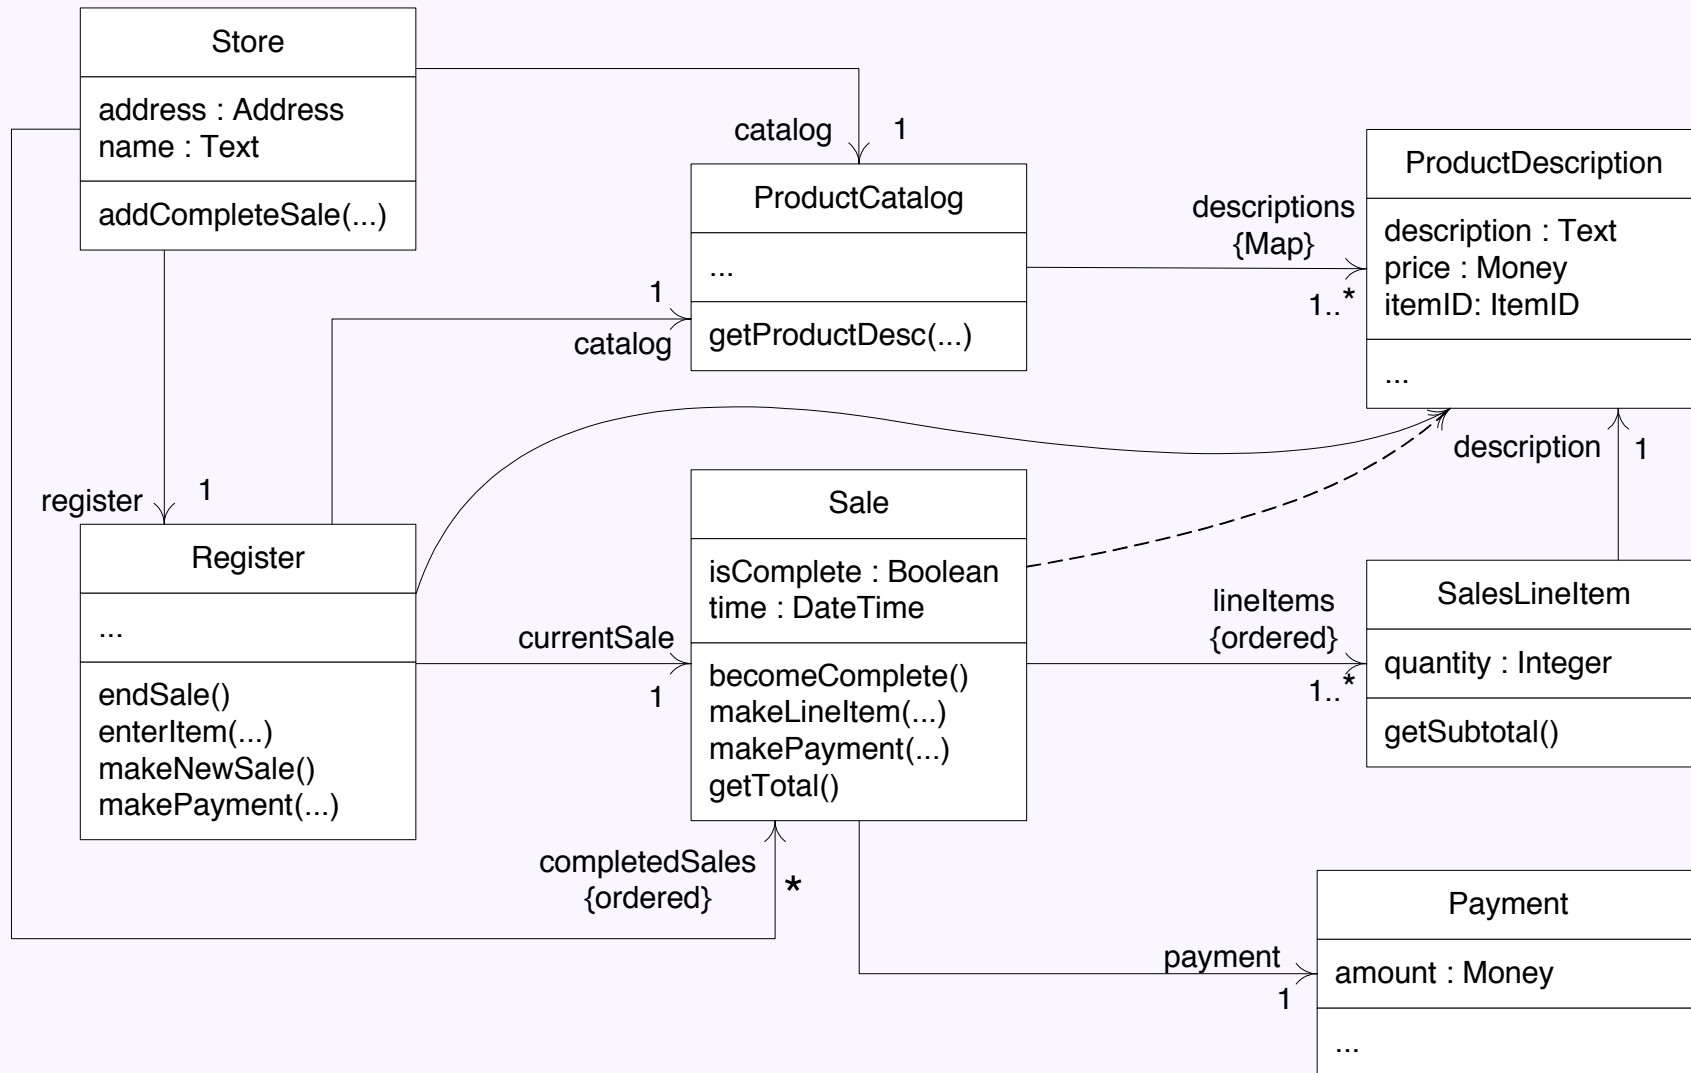 Store
address : Address
name : Text
addCompleteSale(...)
catalog
1
ProductCatalog
...
getProductDesc(...)
descriptions
{Map}
1..*
ProductDescription
description : Text
price : Money
itemID: ItemID
...
1
catalog
register
1
description
1
Register
...
endSale()
enterItem(...)
makeNewSale()
makePayment(...)
currentSale
1
Sale
isComplete : Boolean
time : DateTime
becomeComplete()
makeLineItem(...)
makePayment(...)
getTotal()
lineItems
{ordered}
1..*
SalesLineItem
quantity : Integer
getSubtotal()
completedSales
{ordered}
*
payment
1
Payment
amount : Money
...